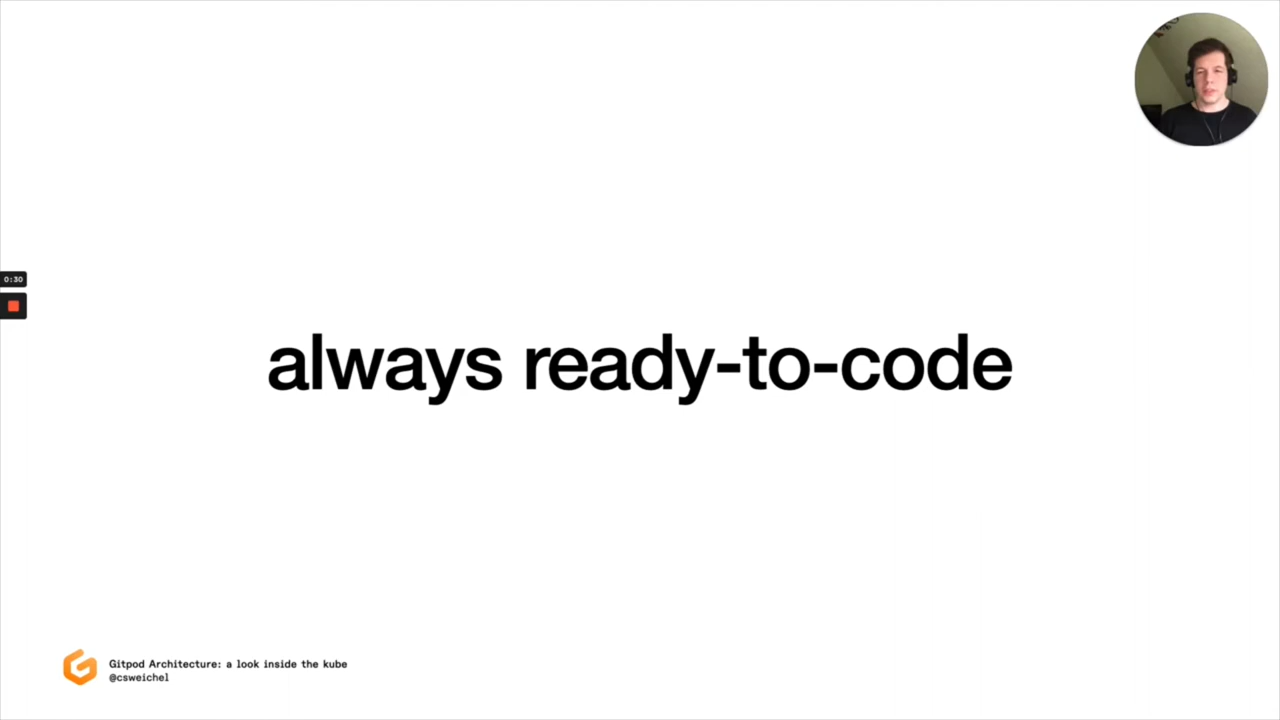 0:30
always ready-to-code
Gitpod Architecture: a look inside the kube
@csweichel